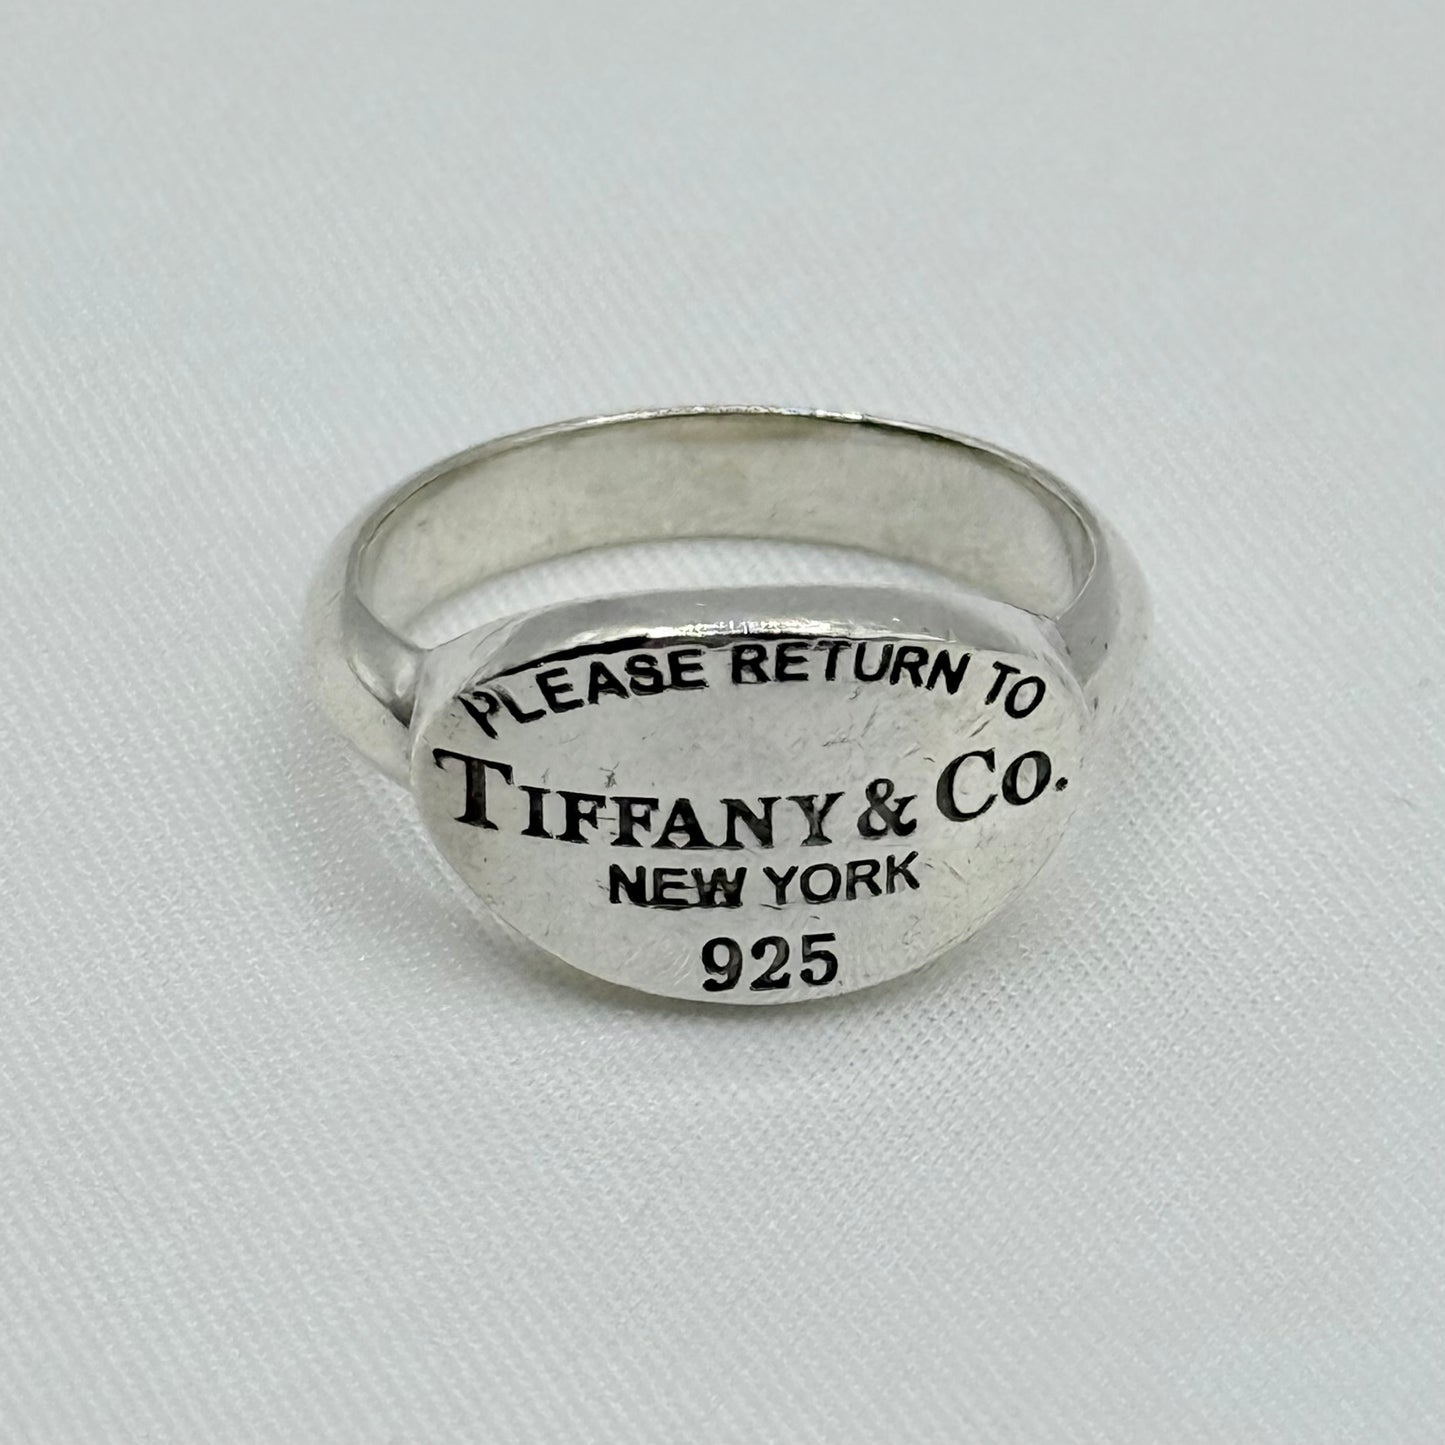 PLEASE RETURN TO
TIFFANY & CO.
NEW YORK
925